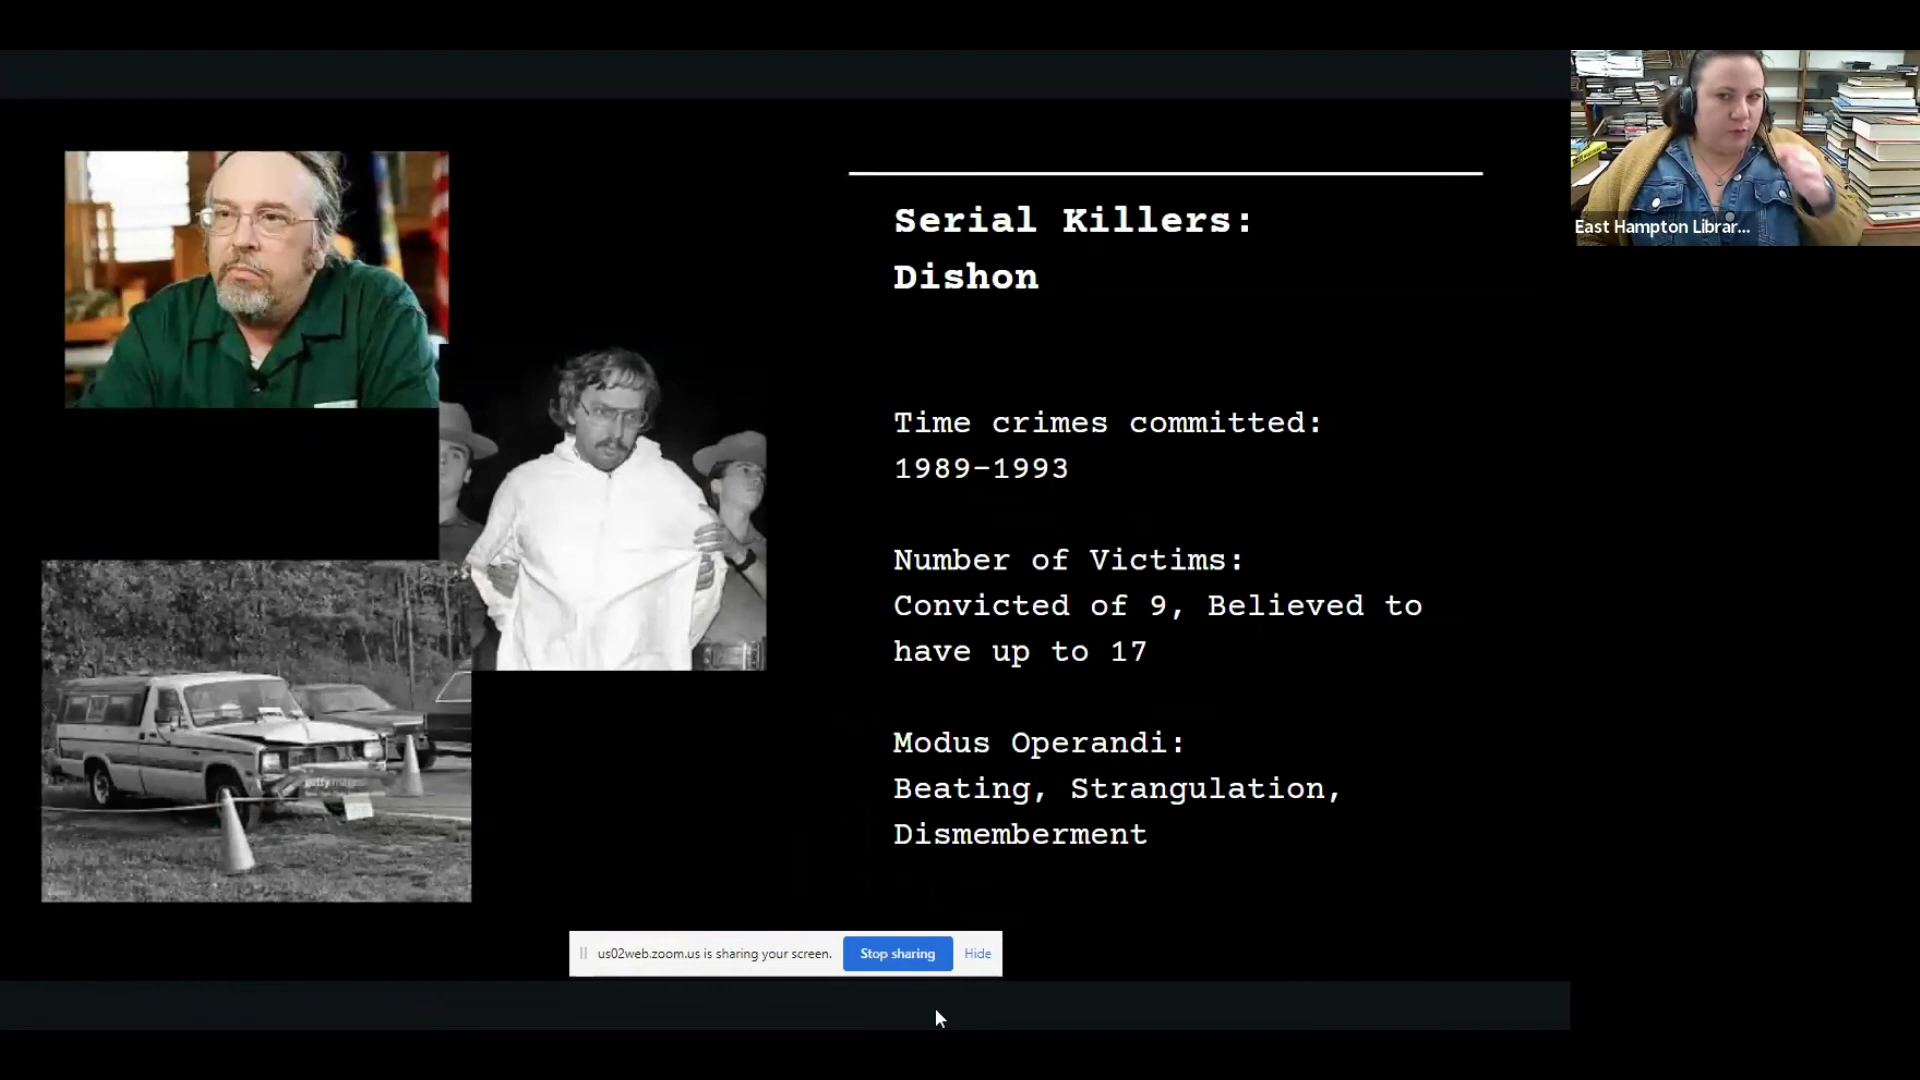 Serial Killers:
Dishon
Time crimes committed:
1989-1993
Number of Victims:
Convicted of 9, Believed to
have up to 17
Modus Operandi:
Beating, Strangulation,
Dismemberment
East Hampton Librar...
us02web.zoom.us is sharing your screen.
Stop sharing
Hide
gettyimages